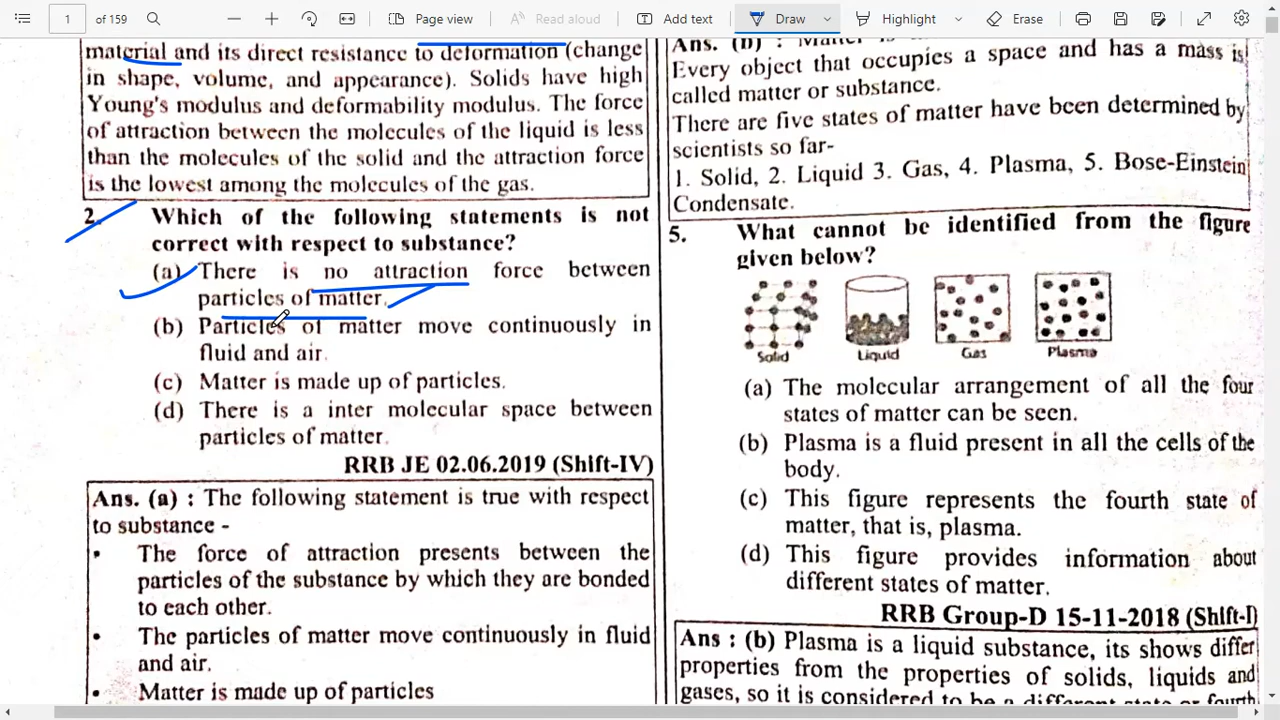 1 of 159 Page view Read aloud Add text Draw Highlight Erase
material and its direct resistance to deformation (change
in shape, volume, and appearance). Solids have high
Young's modulus and deformability modulus. The force
of attraction between the molecules of the liquid is less
than the molecules of the solid and the attraction force
is the lowest among the molecules of the gas.
2. Which of the following statements is not
correct with respect to substance?
(a) There is no attraction force between
particles of matter.
(b) Particles of matter move continuously in
fluid and air.
(c) Matter is made up of particles.
(d) There is a inter molecular space between
particles of matter.
RRB JE 02.06.2019 (Shift-IV)
Ans. (a) : The following statement is true with respect
to substance -
• The force of attraction presents between the
particles of the substance by which they are bonded
to each other.
• The particles of matter move continuously in fluid
and air.
• Matter is made up of particles
Ans. (b) : Matter is
Every object that occupies a space and has a mass is
called matter or substance.
There are five states of matter have been determined by
scientists so far-
1. Solid, 2. Liquid 3. Gas, 4. Plasma, 5. Bose-Einstein
Condensate.
5. What cannot be identified from the figure
given below?
Solid Liquid Gas Plasma
(a) The molecular arrangement of all the four
states of matter can be seen.
(b) Plasma is a fluid present in all the cells of the
body.
(c) This figure represents the fourth state of
matter, that is, plasma.
(d) This figure provides information about
different states of matter.
RRB Group-D 15-11-2018 (Shift-I)
Ans : (b) Plasma is a liquid substance, its shows differ
properties from the properties of solids, liquids and
gases, so it is considered to be a different state or fourth